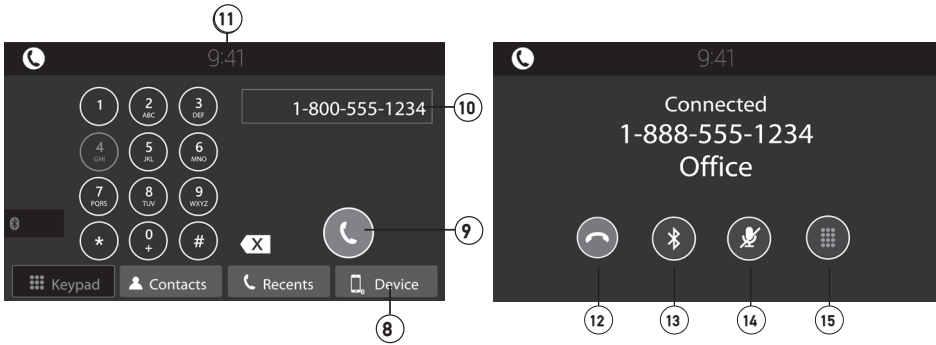 11
9:41
1 2 ABC 3 DEF 1-800-555-1234 10
4 GHI 5 JKL 6 MNO
7 PQRS 8 TUV 9 WXYZ
* 0 + # X 9
Keypad Contacts Recents Device
8
9:41
Connected
1-888-555-1234
Office
12 13 14 15